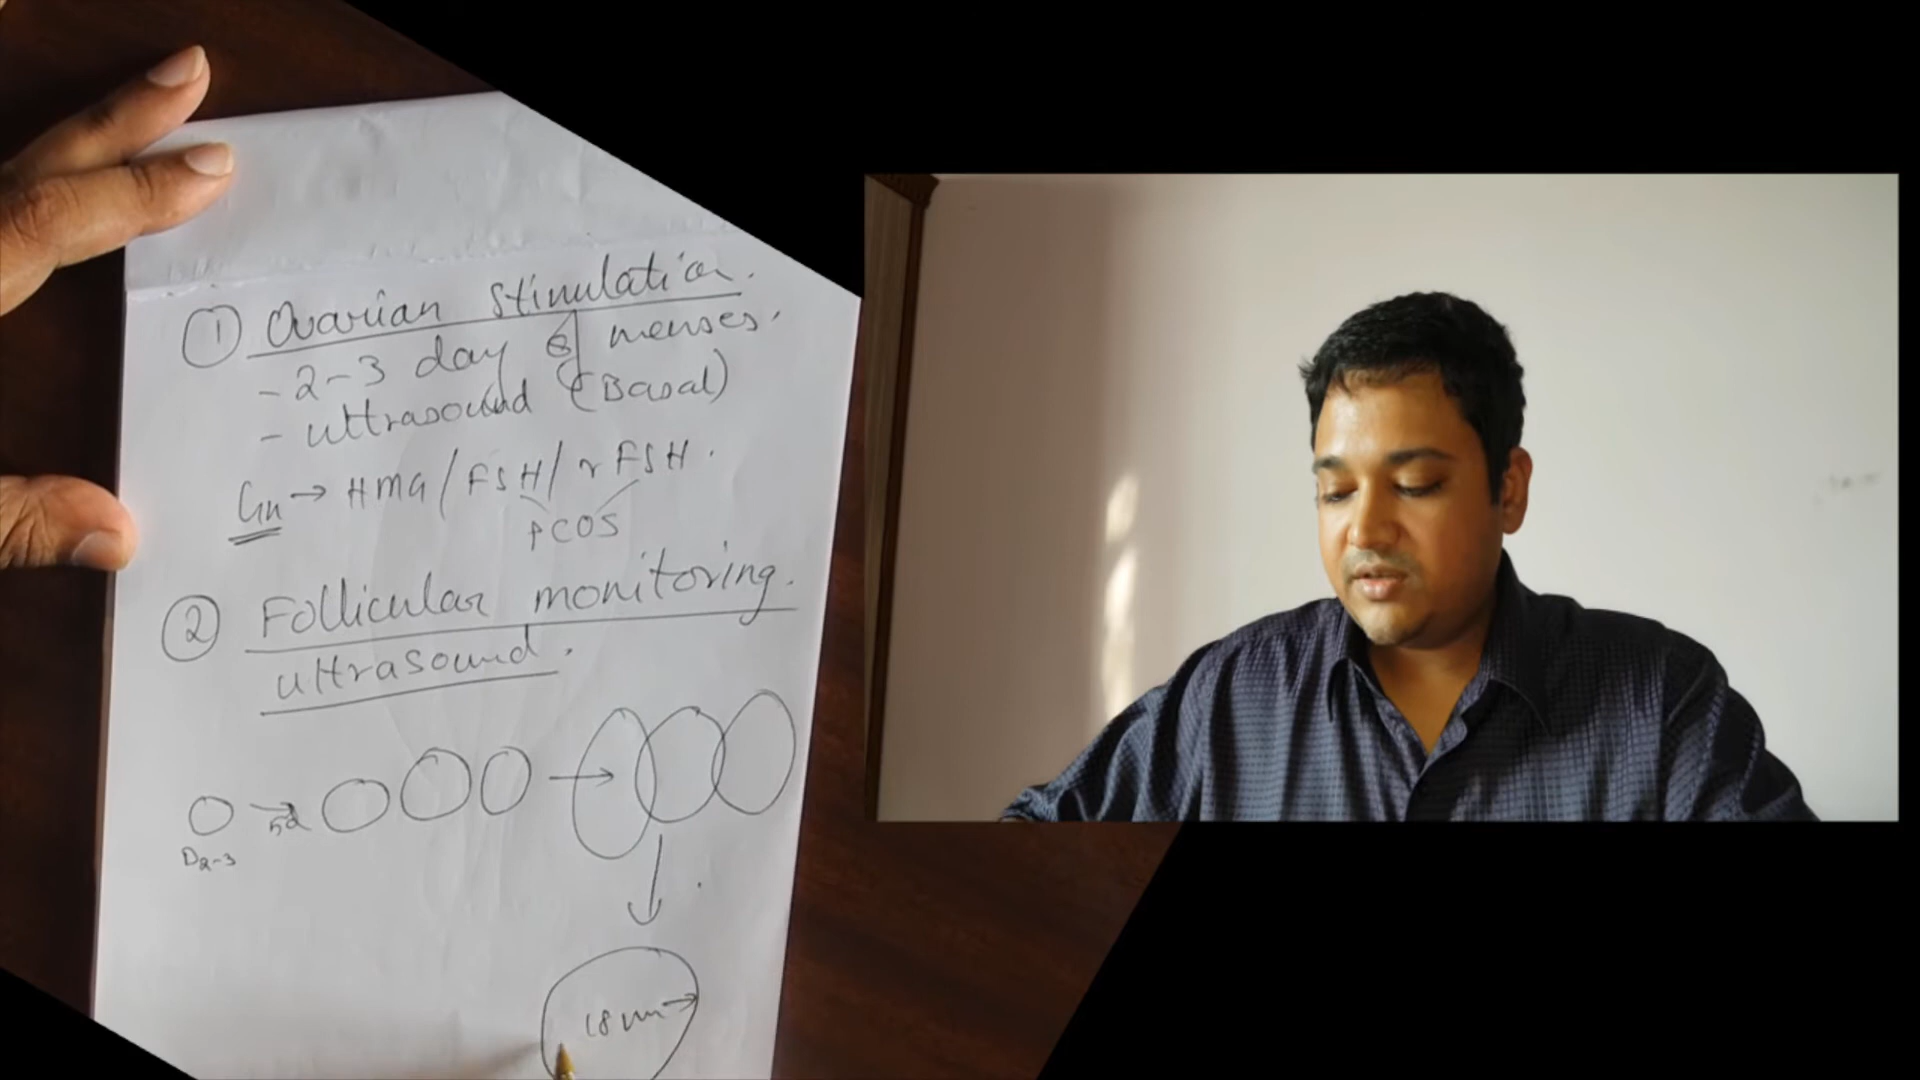 ① Ovarian Stimulation.
- 2-3 day of menses.
- ultrasound (Basal)
Gn → HMG / FSH / rFSH.
PCOS
② Follicular monitoring.
ultrasound.
5d
D2-3
18 mm